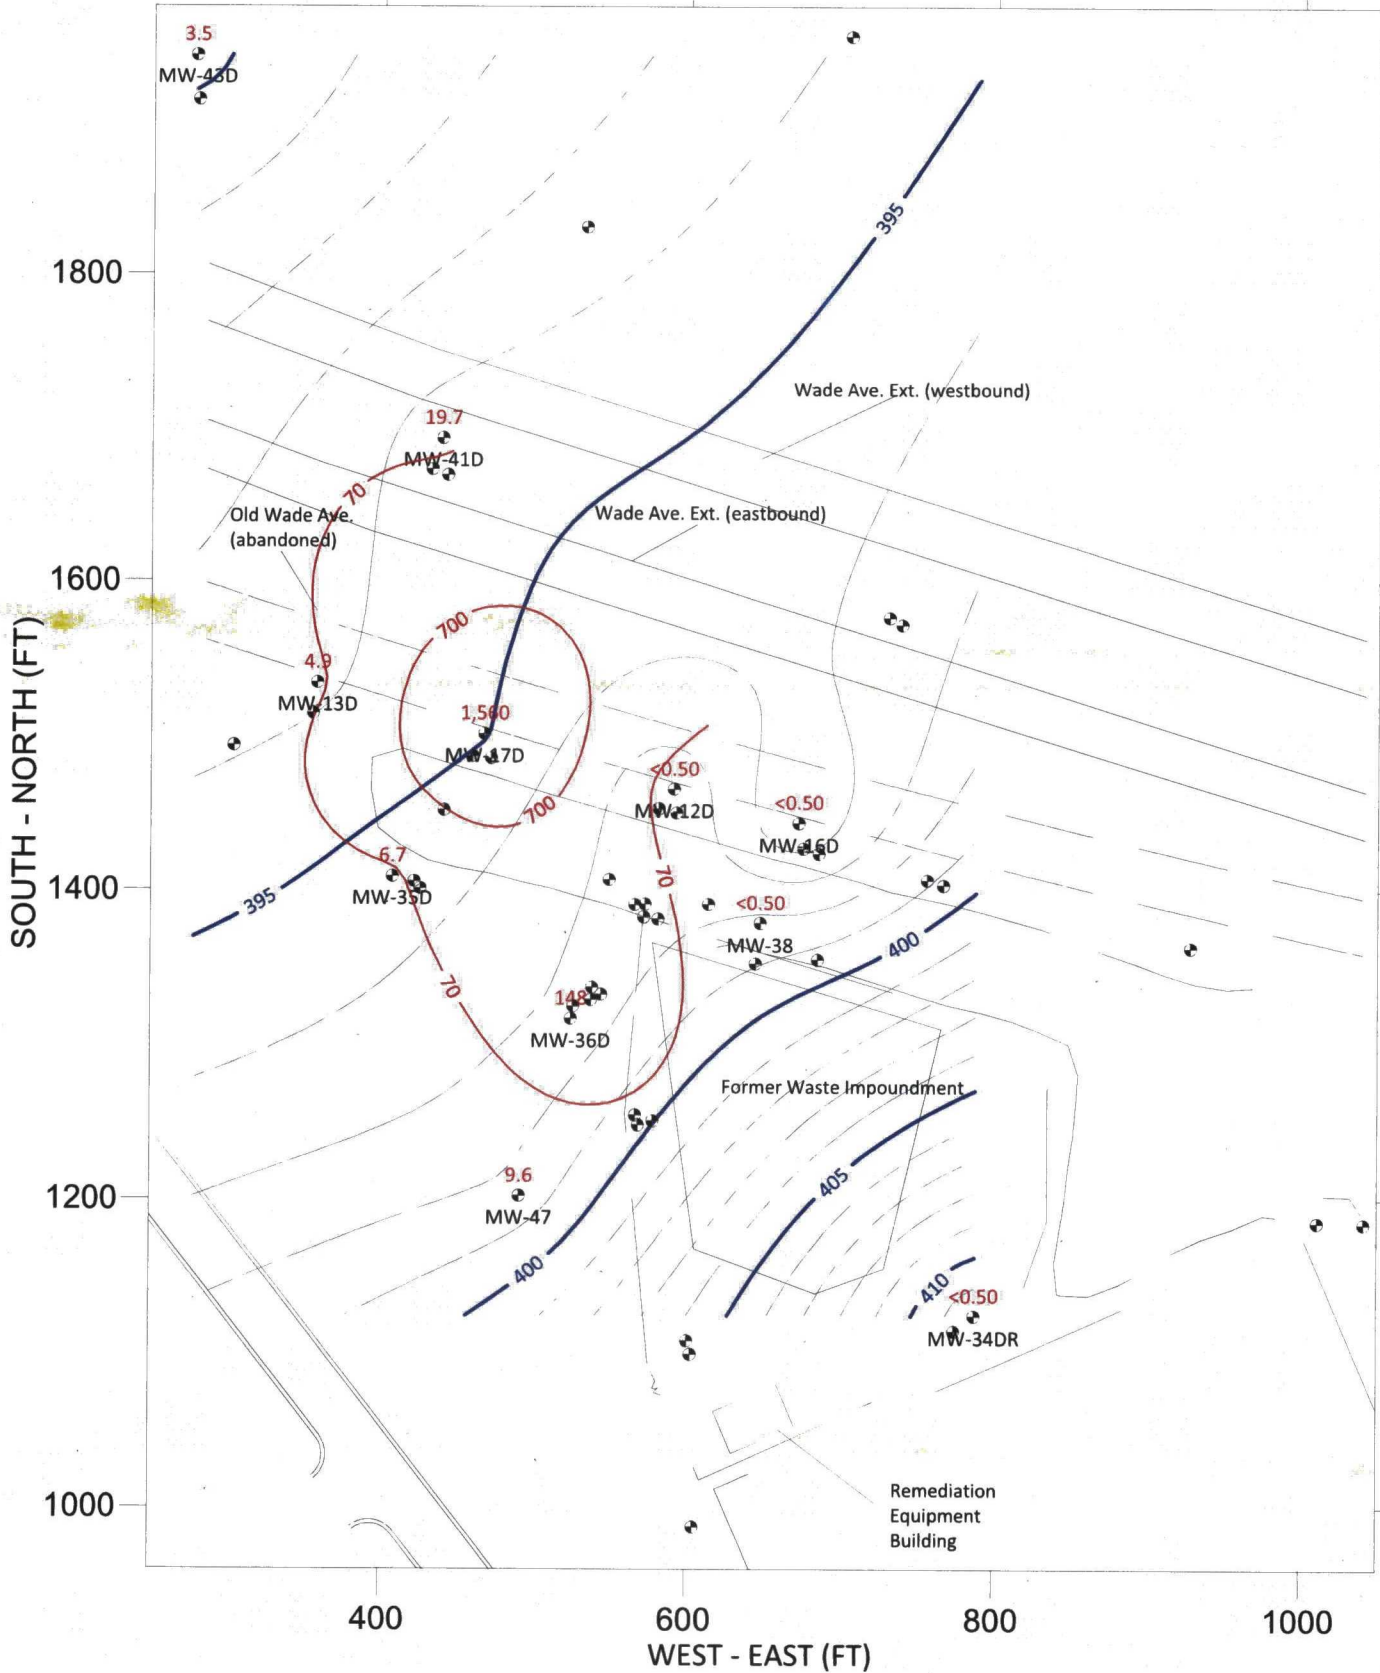 3.5
MW-43D
395
1800
Wade Ave. Ext. (westbound)
19.7
MW-41D
70
Old Wade Ave.
(abandoned)
Wade Ave. Ext. (eastbound)
1600
700
4.9
MW-13D
1,560
MW-17D
<0.50
MW-12D
700
<0.50
MW-16D
6.7
MW-35D
70
1400
395
<0.50
MW-38
400
70
148
MW-36D
Former Waste Impoundment
9.6
MW-47
405
1200
400
410
<0.50
MW-34DR
1000
Remediation
Equipment
Building
SOUTH - NORTH (FT)
400
600
800
1000
WEST - EAST (FT)